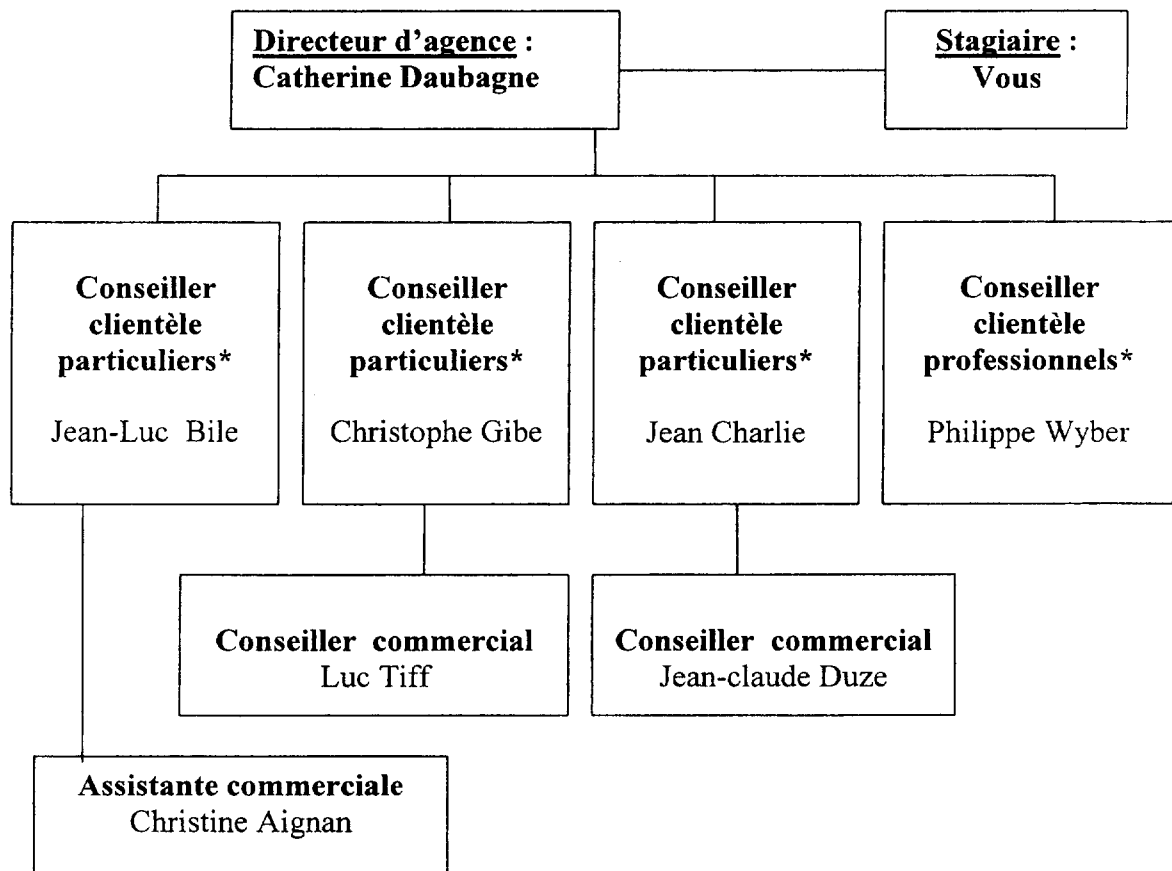 Directeur d'agence :
Catherine Daubagne
Stagiaire :
Vous
Conseiller
clientèle
particuliers*
Jean-Luc Bile
Conseiller
clientèle
particuliers*
Christophe Gibe
Conseiller
clientèle
particuliers*
Jean Charlie
Conseiller
clientèle
professionnels*
Philippe Wyber
Conseiller commercial
Luc Tiff
Conseiller commercial
Jean-claude Duze
Assistante commerciale
Christine Aignan